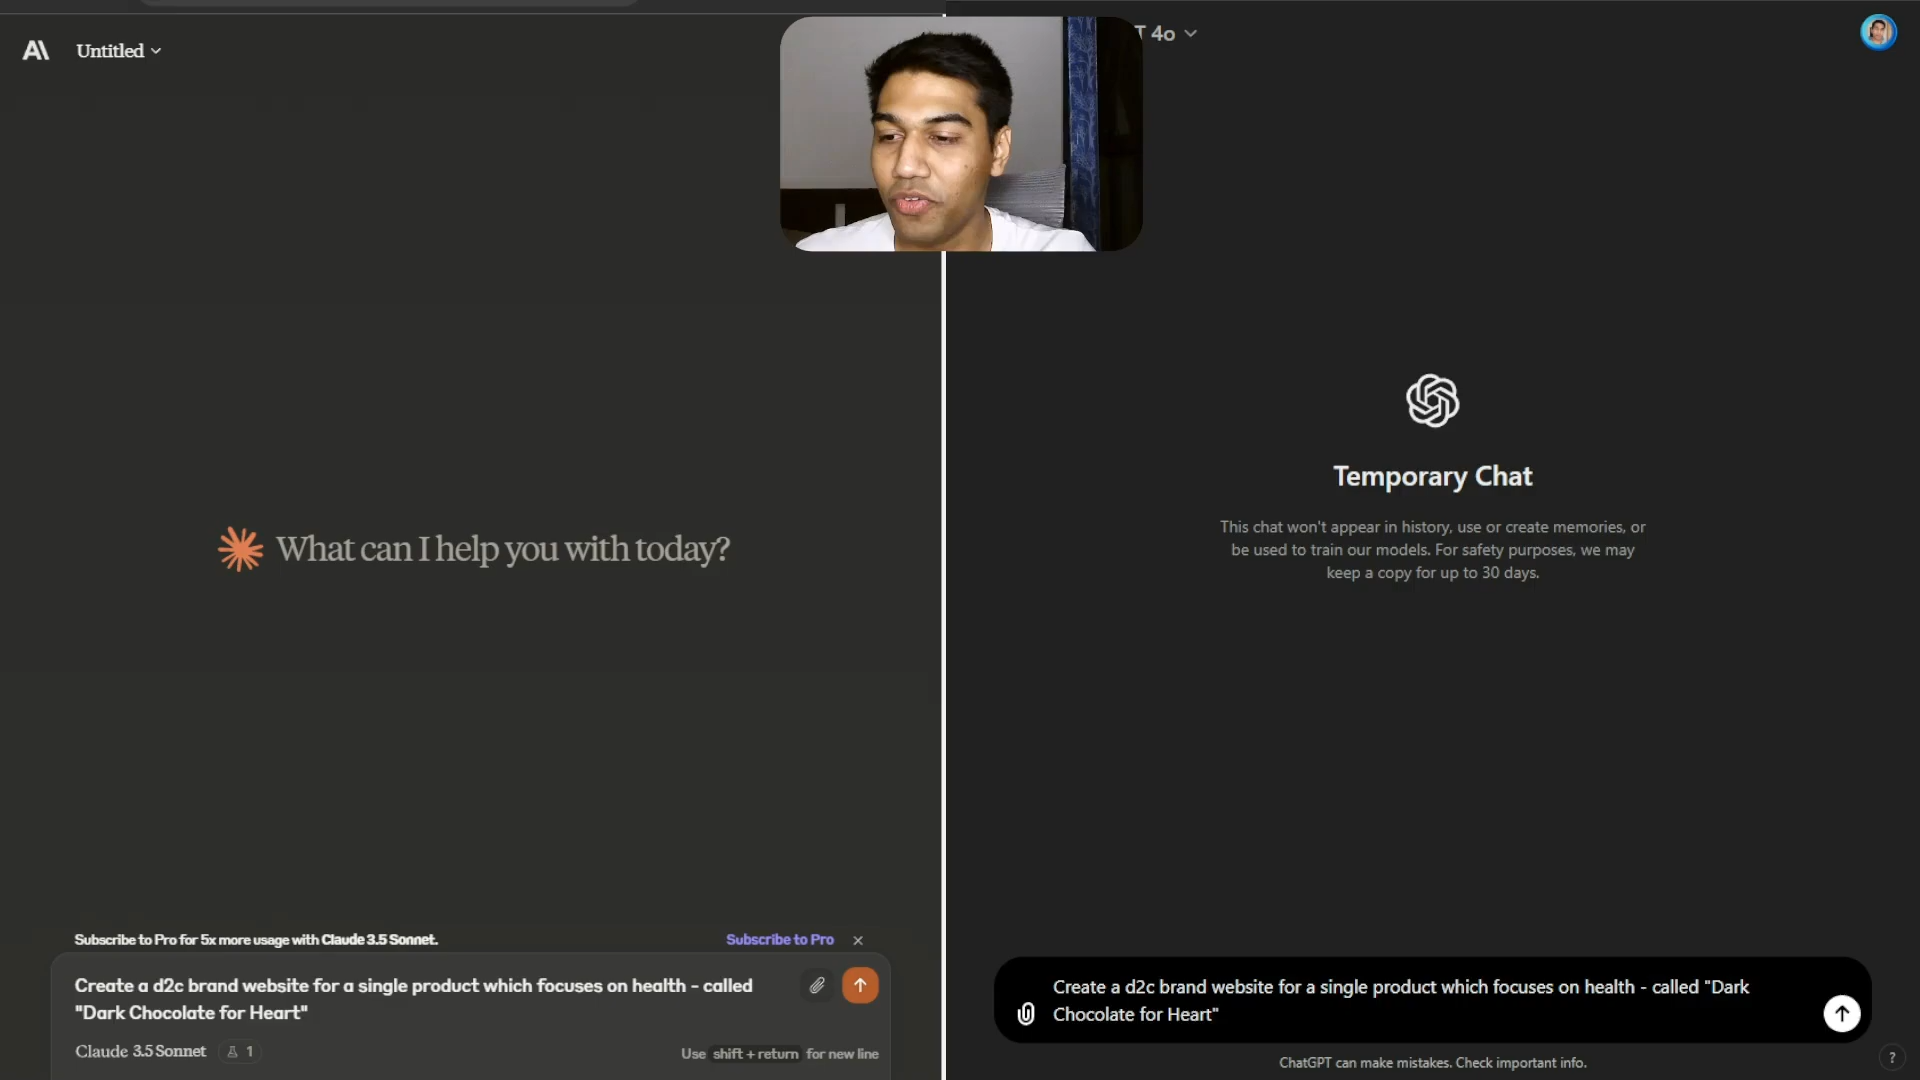 Untitled
T 4o
What can I help you with today?
Subscribe to Pro for 5x more usage with Claude 3.5 Sonnet.
Subscribe to Pro
Create a d2c brand website for a single product which focuses on health - called
"Dark Chocolate for Heart"
Claude 3.5 Sonnet
1
Use shift + return for new line
Temporary Chat
This chat won't appear in history, use or create memories, or
be used to train our models. For safety purposes, we may
keep a copy for up to 30 days.
Create a d2c brand website for a single product which focuses on health - called "Dark
Chocolate for Heart"
ChatGPT can make mistakes. Check important info.
?